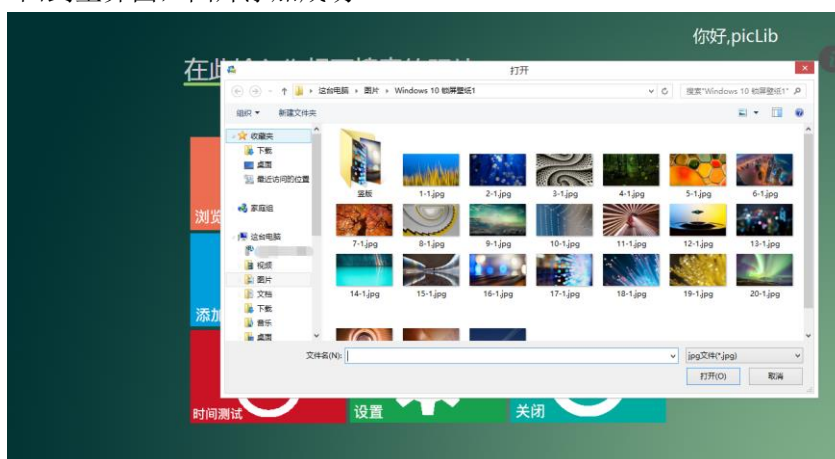 你好,picLib
打开
这台电脑 图片 Windows 10 锁屏壁纸1
搜索"Windows 10 锁屏壁纸1"
组织 新建文件夹
收藏夹
下载
桌面
最近访问的位置
家庭组
这台电脑
视频
图片
文档
下载
音乐
桌面
竖版 1-1.jpg 2-1.jpg 3-1.jpg 4-1.jpg 5-1.jpg 6-1.jpg
7-1.jpg 8-1.jpg 9-1.jpg 10-1.jpg 11-1.jpg 12-1.jpg 13-1.jpg
14-1.jpg 15-1.jpg 16-1.jpg 17-1.jpg 18-1.jpg 19-1.jpg 20-1.jpg
文件名(N):
jpg文件(*.jpg)
打开(O) 取消
浏览
添加
时间测试 设置 关闭